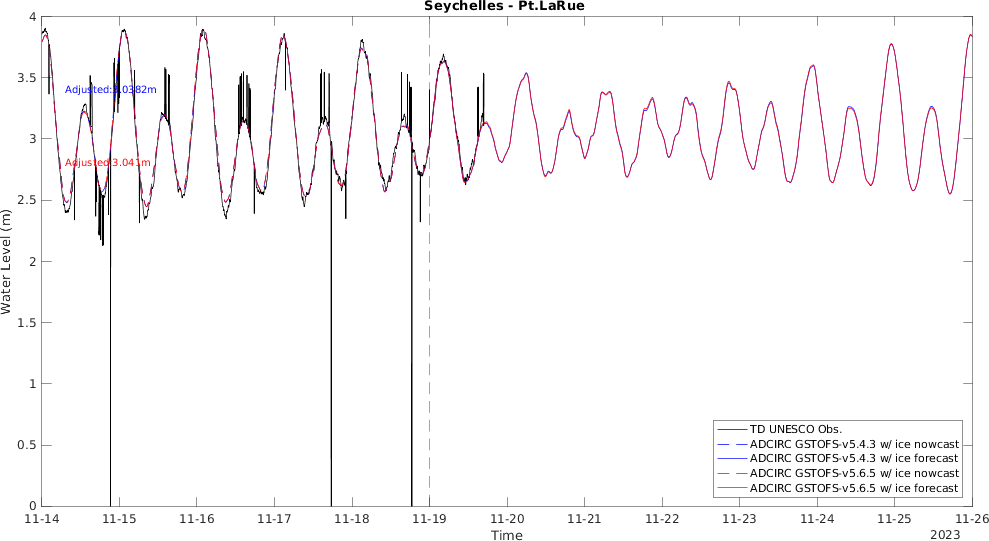 Seychelles - Pt.LaRue
4
3.5
3
2.5
2
1.5
1
0.5
0
Water Level (m)
Adjusted:3.0382m
Adjusted:3.041m
TD UNESCO Obs.
ADCIRC GSTOFS-v5.4.3 w/ ice nowcast
ADCIRC GSTOFS-v5.4.3 w/ ice forecast
ADCIRC GSTOFS-v5.6.5 w/ ice nowcast
ADCIRC GSTOFS-v5.6.5 w/ ice forecast
11-14 11-15 11-16 11-17 11-18 11-19 11-20 11-21 11-22 11-23 11-24 11-25 11-26
Time
2023